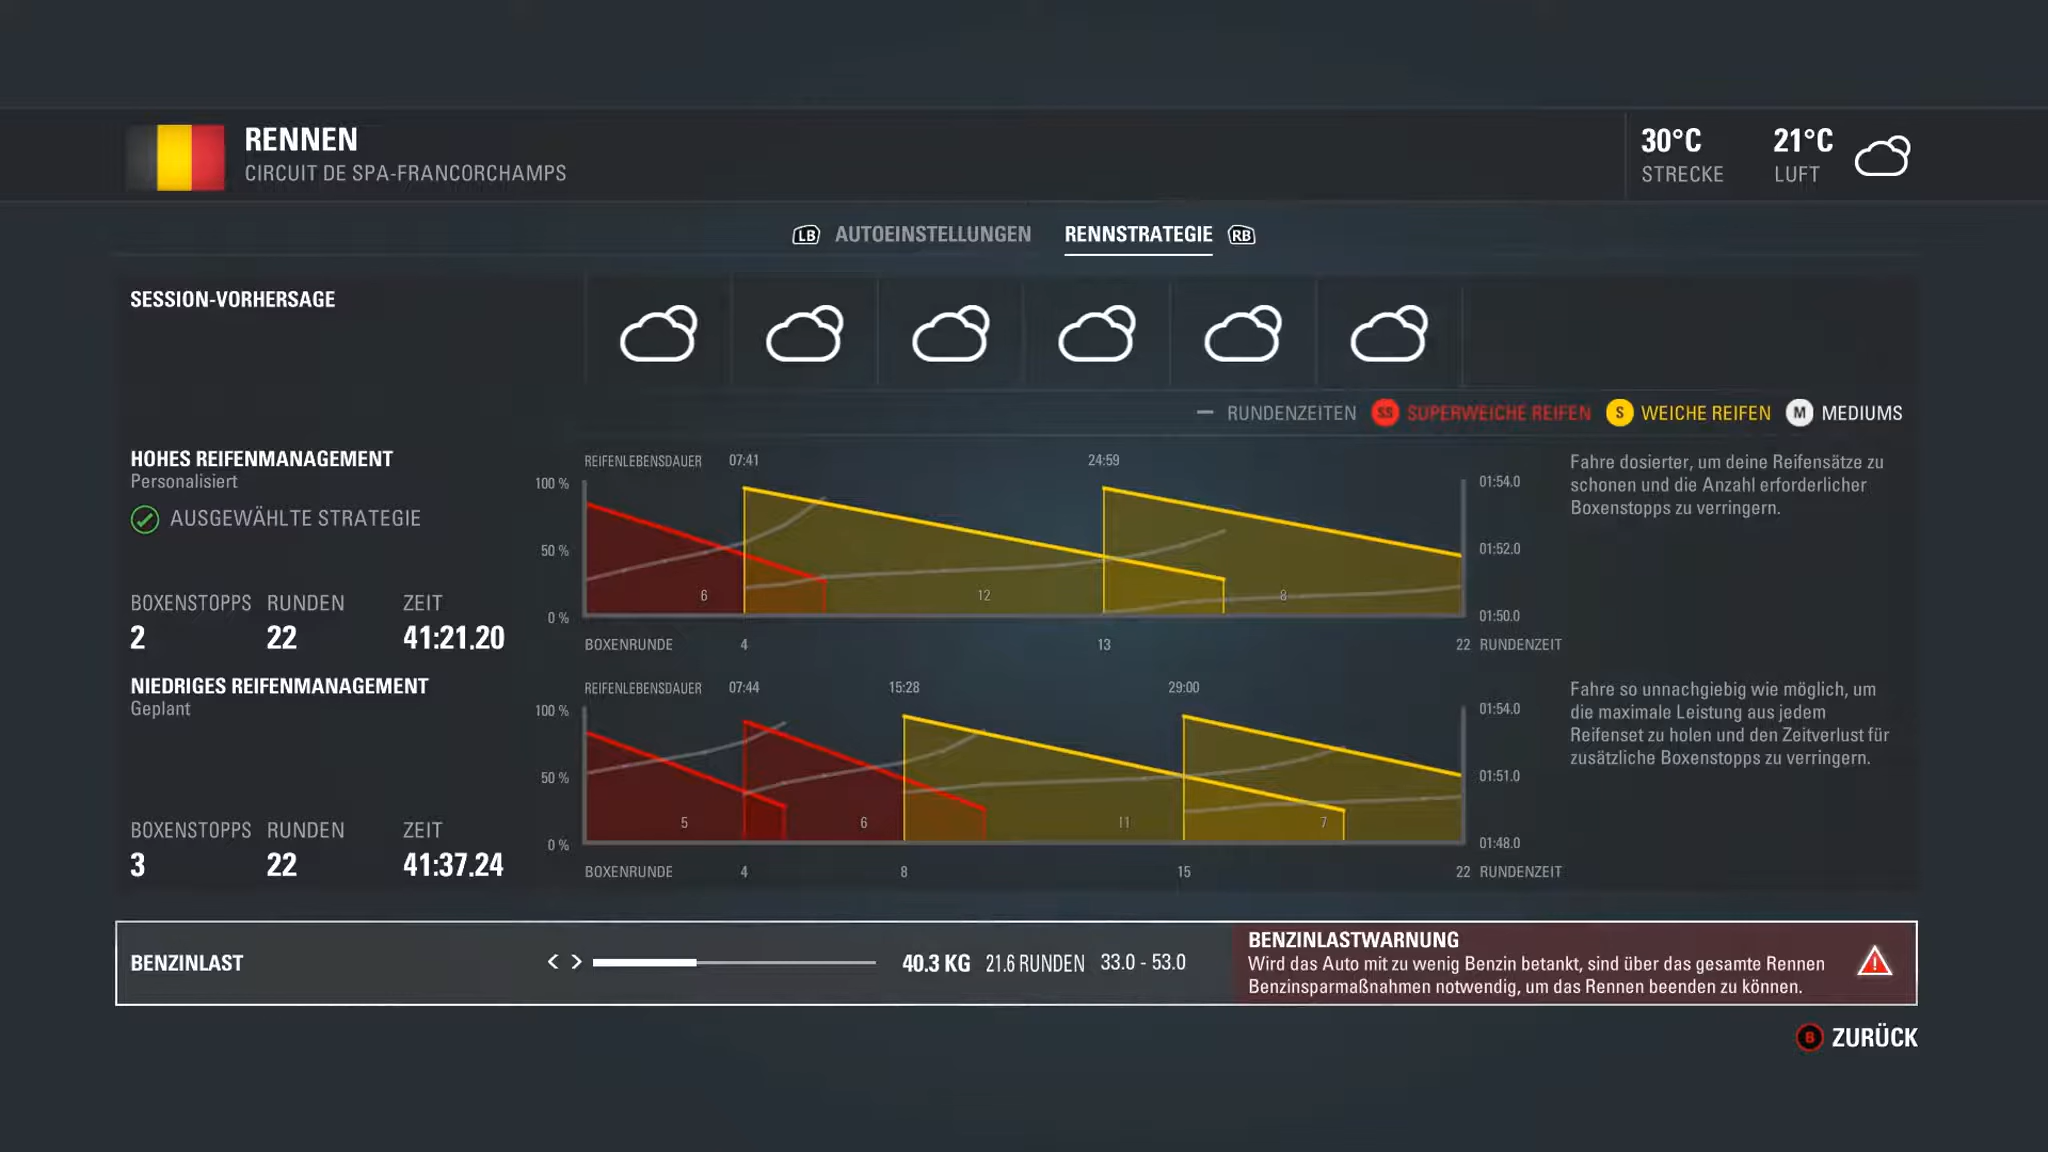 RENNEN
CIRCUIT DE SPA-FRANCORCHAMPS
30°C 21°C
STRECKE LUFT
LB AUTOEINSTELLUNGEN RENNSTRATEGIE RB
SESSION-VORHERSAGE
RUNDENZEITEN SS SUPERWEICHE REIFEN S WEICHE REIFEN M MEDIUMS
HOHES REIFENMANAGEMENT
Personalisiert
AUSGEWÄHLTE STRATEGIE
BOXENSTOPPS RUNDEN ZEIT
2 22 41:21.20
REIFENLEBENSDAUER 07:41 24:59
100 % 01:54.0
50 % 01:52.0
6 12 8
0 % 01:50.0
BOXENRUNDE 4 13 22 RUNDENZEIT
Fahre dosierter, um deine Reifensätze zu
schonen und die Anzahl erforderlicher
Boxenstopps zu verringern.
NIEDRIGES REIFENMANAGEMENT
Geplant
BOXENSTOPPS RUNDEN ZEIT
3 22 41:37.24
REIFENLEBENSDAUER 07:44 15:28 29:00
100 % 01:54.0
50 % 01:51.0
5 6 11 7
0 % 01:48.0
BOXENRUNDE 4 8 15 22 RUNDENZEIT
Fahre so unnachgiebig wie möglich, um
die maximale Leistung aus jedem
Reifenset zu holen und den Zeitverlust für
zusätzliche Boxenstopps zu verringern.
BENZINLAST < > 40.3 KG 21.6 RUNDEN 33.0 - 53.0
BENZINLASTWARNUNG
Wird das Auto mit zu wenig Benzin betankt, sind über das gesamte Rennen
Benzinsparmaßnahmen notwendig, um das Rennen beenden zu können.
B ZURÜCK